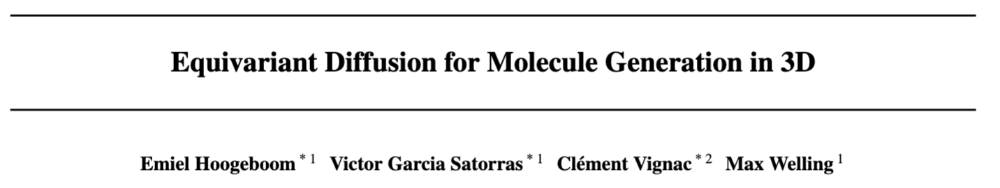 Equivariant Diffusion for Molecule Generation in 3D
Emiel Hoogeboom * 1 Victor Garcia Satorras * 1 Clément Vignac * 2 Max Welling 1